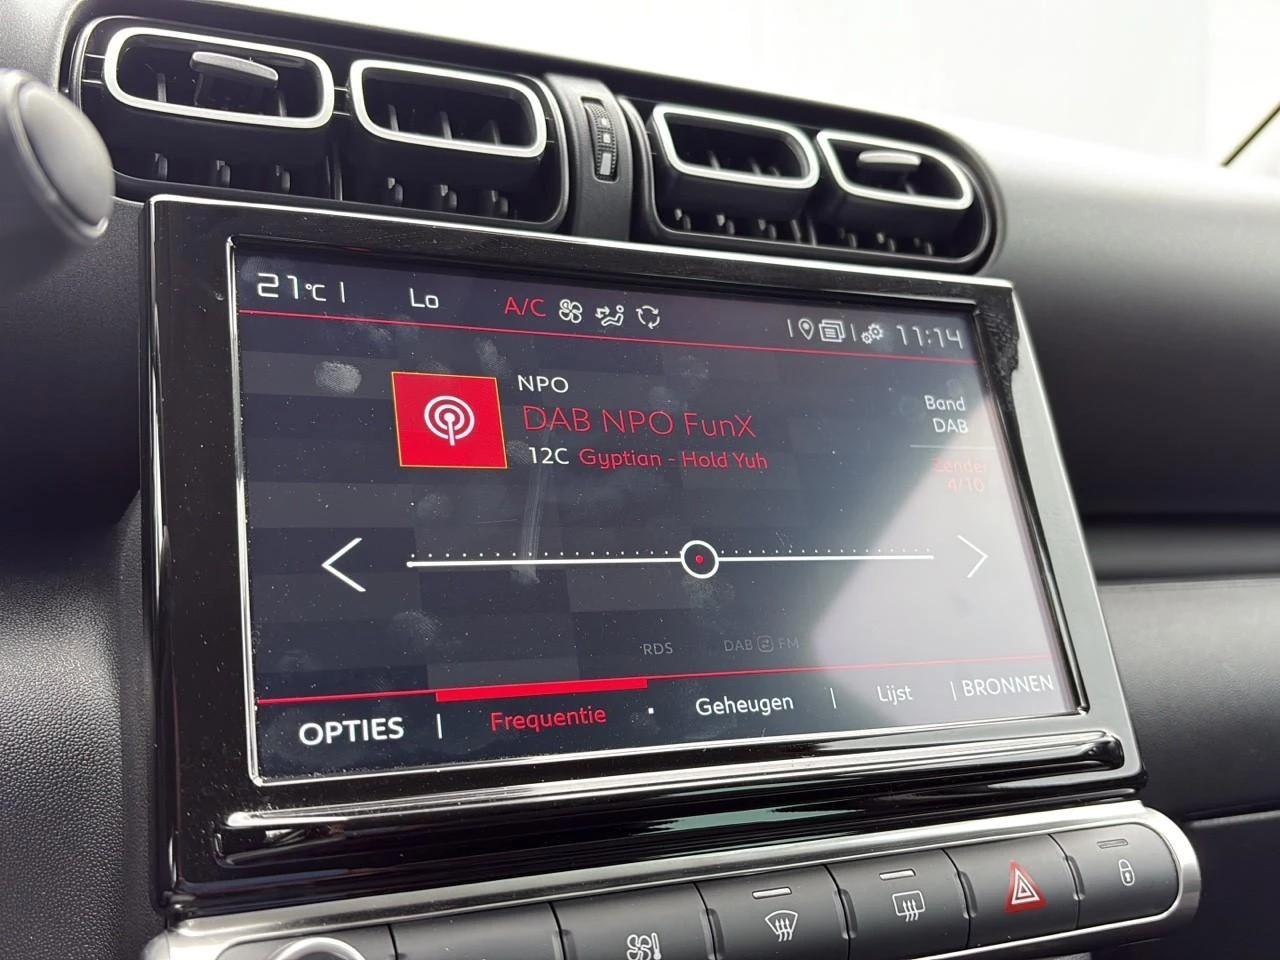 21°C | Lo A/C 11:14
NPO
DAB NPO FunX
12C Gyptian - Hold Yuh
Band
DAB
Zender
4/10
RDS DAB FM
OPTIES | Frequentie · Geheugen | Lijst | BRONNEN